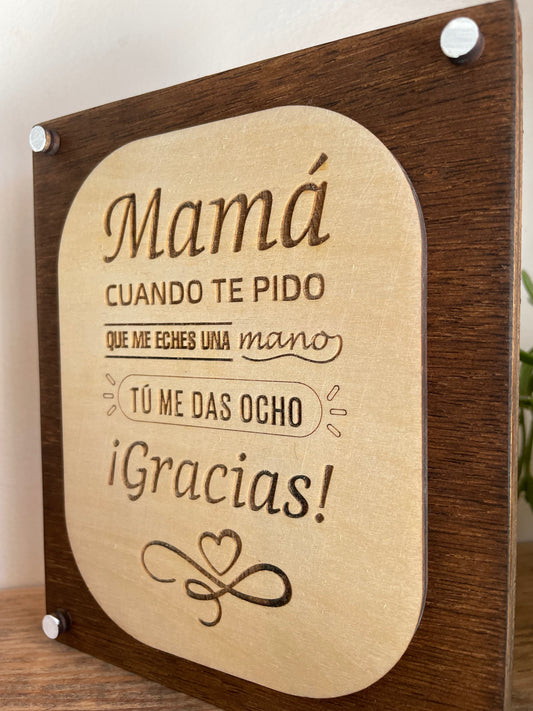 Mamá
CUANDO TE PIDO
QUE ME ECHES UNA mano
TÚ ME DAS OCHO
¡Gracias!